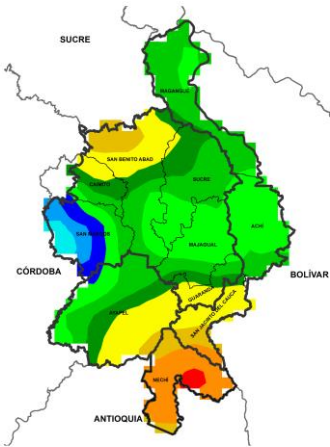 SUCRE
MAGANGUÉ
SAN BENITO ABAD
CAIMITO
SUCRE
SAN MARCOS
ACHÍ
MAJAGUAL
CÓRDOBA
BOLÍVAR
GUARANDA
SAN JACINTO DEL CAUCA
AYAPEL
NECHÍ
ANTIOQUIA